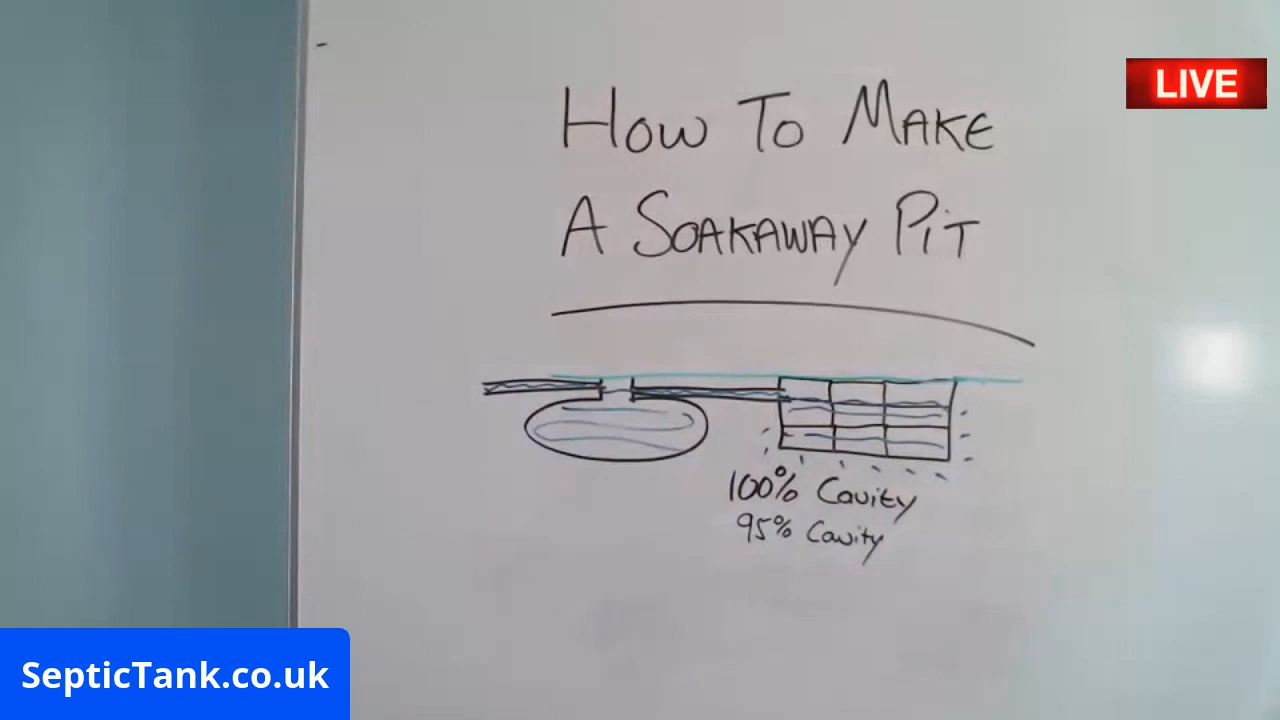 LIVE
How To MAKE
A SOAKAWAY PiT
100% Cavity
95% Cavity
SepticTank.co.uk